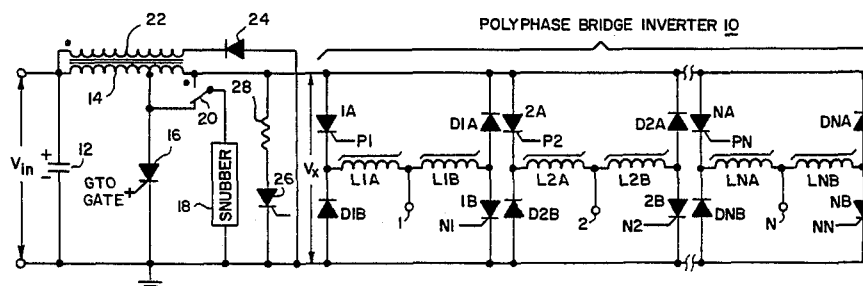 POLYPHASE BRIDGE INVERTER 10
22
24
14
20
28
1A
P1
D1A
2A
P2
D2A
NA
PN
DNA
Vin
+
-
12
16
GTO
GATE
+
18
SNUBBER
26
Vx
L1A
L1B
L2A
L2B
LNA
LNB
D1B
1
1B
N1
D2B
2
2B
N2
DNB
N
NB
NN